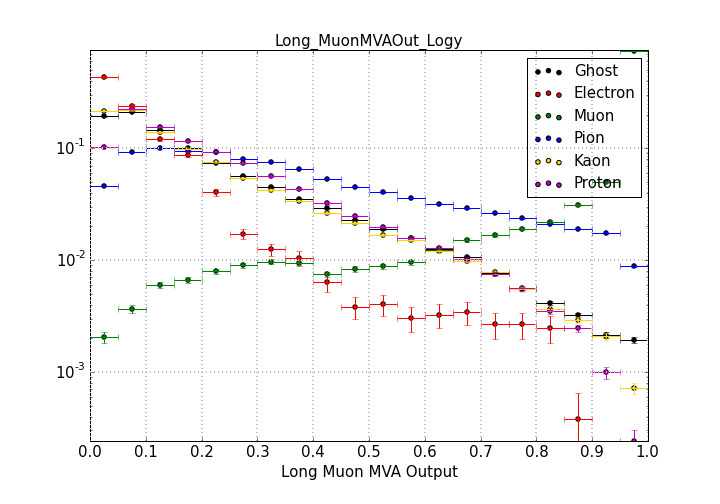 Long_MuonMVAOut_Logy
Ghost
Electron
Muon
Pion
Kaon
Proton
10⁻¹
10⁻²
10⁻³
0.0 0.1 0.2 0.3 0.4 0.5 0.6 0.7 0.8 0.9 1.0
Long Muon MVA Output